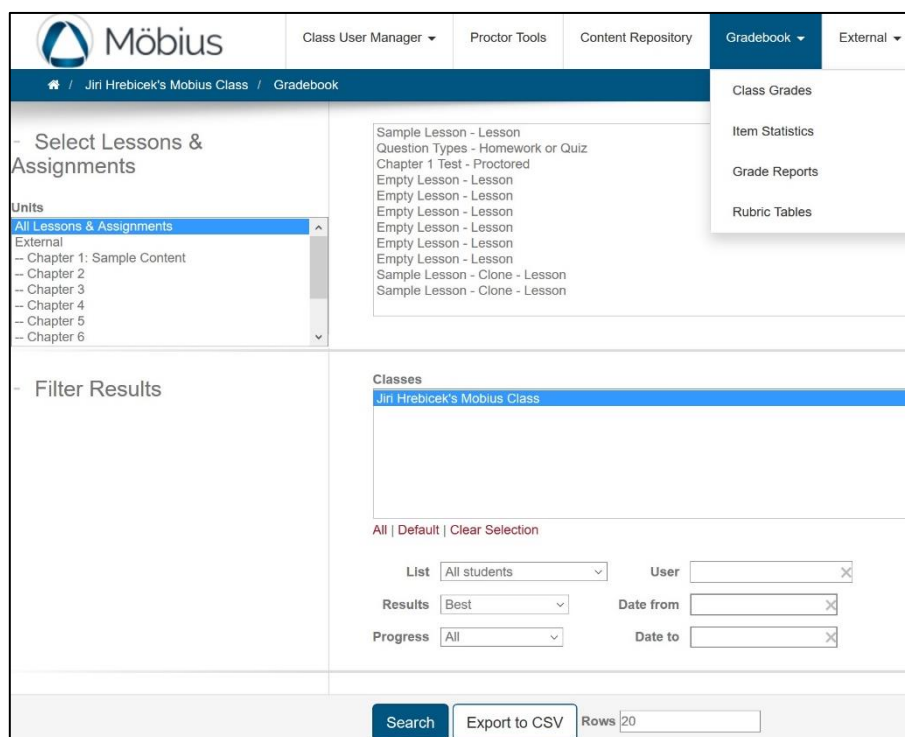 Möbius
Class User Manager
Proctor Tools
Content Repository
Gradebook
External
/ Jiri Hrebicek's Mobius Class / Gradebook
Class Grades
Item Statistics
Grade Reports
Rubric Tables
- Select Lessons &
Assignments
Units
All Lessons & Assignments
External
-- Chapter 1: Sample Content
-- Chapter 2
-- Chapter 3
-- Chapter 4
-- Chapter 5
-- Chapter 6
Sample Lesson - Lesson
Question Types - Homework or Quiz
Chapter 1 Test - Proctored
Empty Lesson - Lesson
Empty Lesson - Lesson
Empty Lesson - Lesson
Empty Lesson - Lesson
Empty Lesson - Lesson
Empty Lesson - Lesson
Sample Lesson - Clone - Lesson
Sample Lesson - Clone - Lesson
- Filter Results
Classes
Jiri Hrebicek's Mobius Class
All | Default | Clear Selection
List All students User
Results Best Date from
Progress All Date to
Search Export to CSV Rows 20